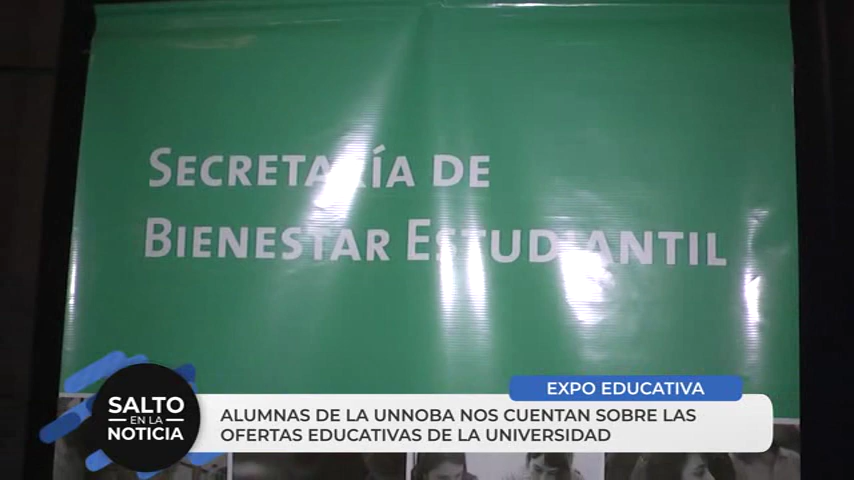 SECRETARÍA DE
BIENESTAR ESTUDIANTIL
EXPO EDUCATIVA
SALTO
EN LA
NOTICIA
ALUMNAS DE LA UNNOBA NOS CUENTAN SOBRE LAS
OFERTAS EDUCATIVAS DE LA UNIVERSIDAD